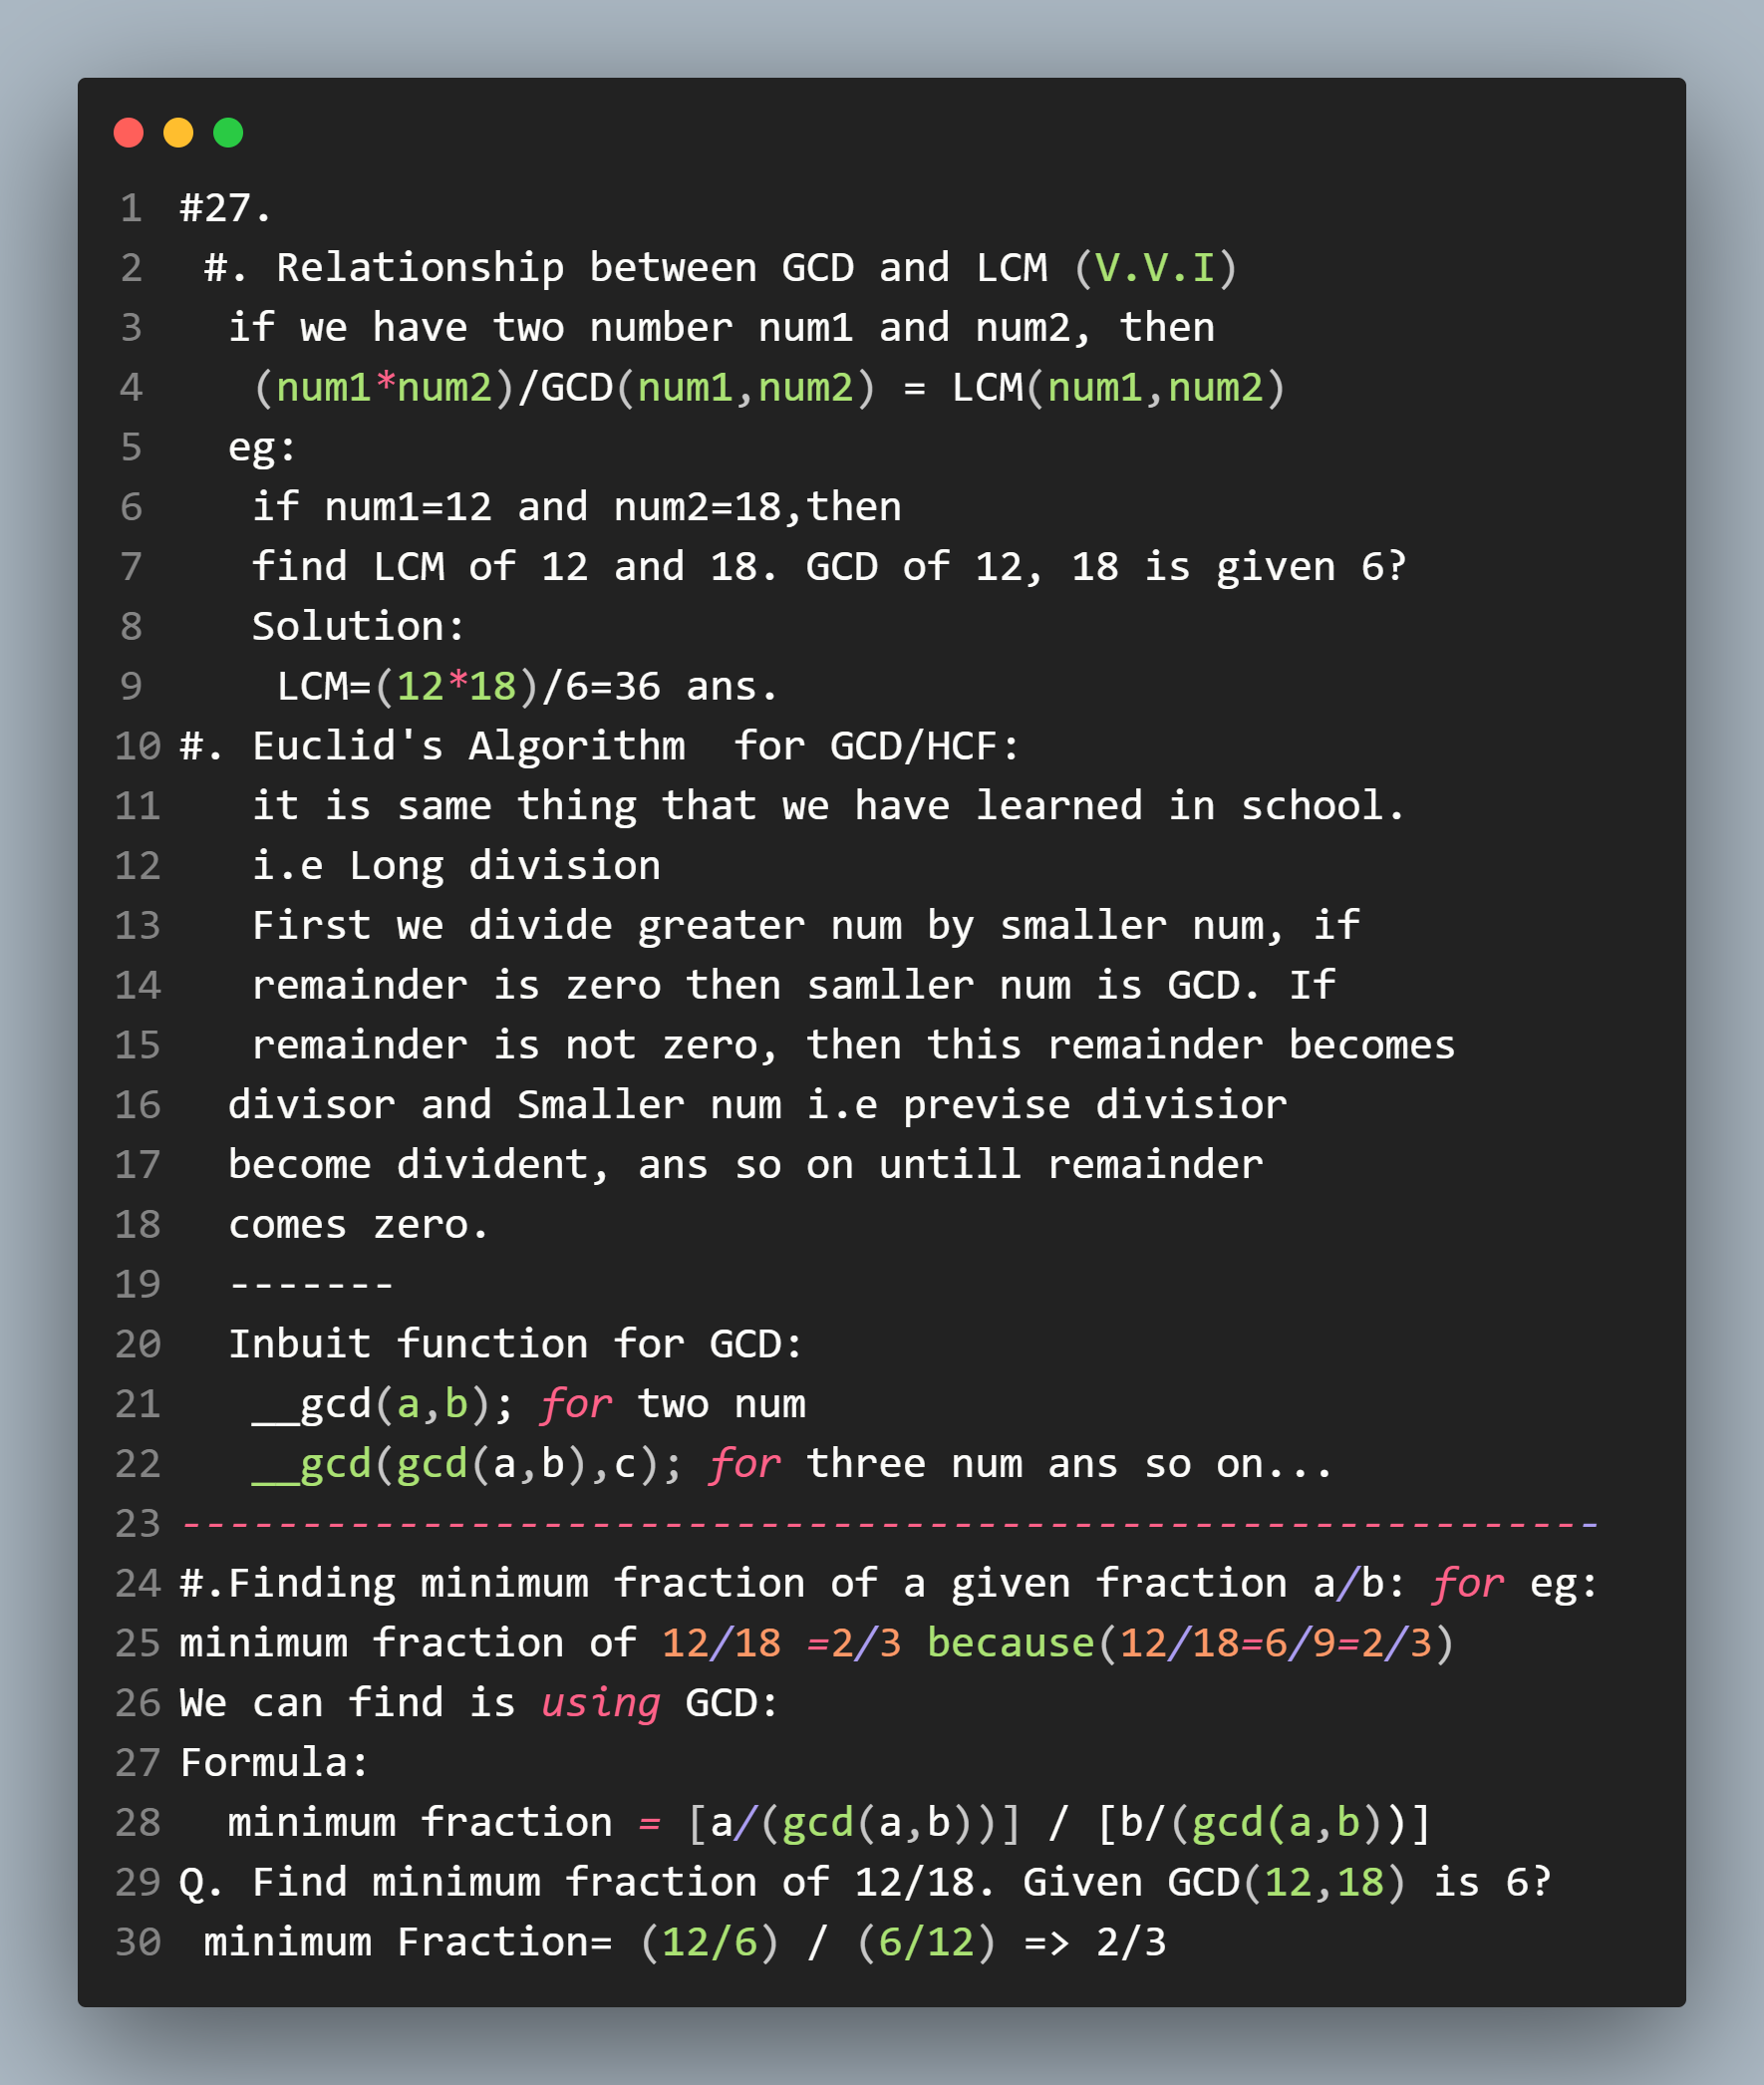 1 #27.
2 #. Relationship between GCD and LCM (V.V.I)
3 if we have two number num1 and num2, then
4 (num1*num2)/GCD(num1,num2) = LCM(num1,num2)
5 eg:
6 if num1=12 and num2=18,then
7 find LCM of 12 and 18. GCD of 12, 18 is given 6?
8 Solution:
9 LCM=(12*18)/6=36 ans.
10 #. Euclid's Algorithm  for GCD/HCF:
11 it is same thing that we have learned in school.
12 i.e Long division
13 First we divide greater num by smaller num, if
14 remainder is zero then samller num is GCD. If
15 remainder is not zero, then this remainder becomes
16 divisor and Smaller num i.e previse divisior
17 become divident, ans so on untill remainder
18 comes zero.
19 -------
20 Inbuit function for GCD:
21 __gcd(a,b); for two num
22 __gcd(gcd(a,b),c); for three num ans so on...
23 -----------------------------------------------------------
24 #.Finding minimum fraction of a given fraction a/b: for eg:
25 minimum fraction of 12/18 =2/3 because(12/18=6/9=2/3)
26 We can find is using GCD:
27 Formula:
28 minimum fraction = [a/(gcd(a,b))] / [b/(gcd(a,b))]
29 Q. Find minimum fraction of 12/18. Given GCD(12,18) is 6?
30 minimum Fraction= (12/6) / (6/12) => 2/3